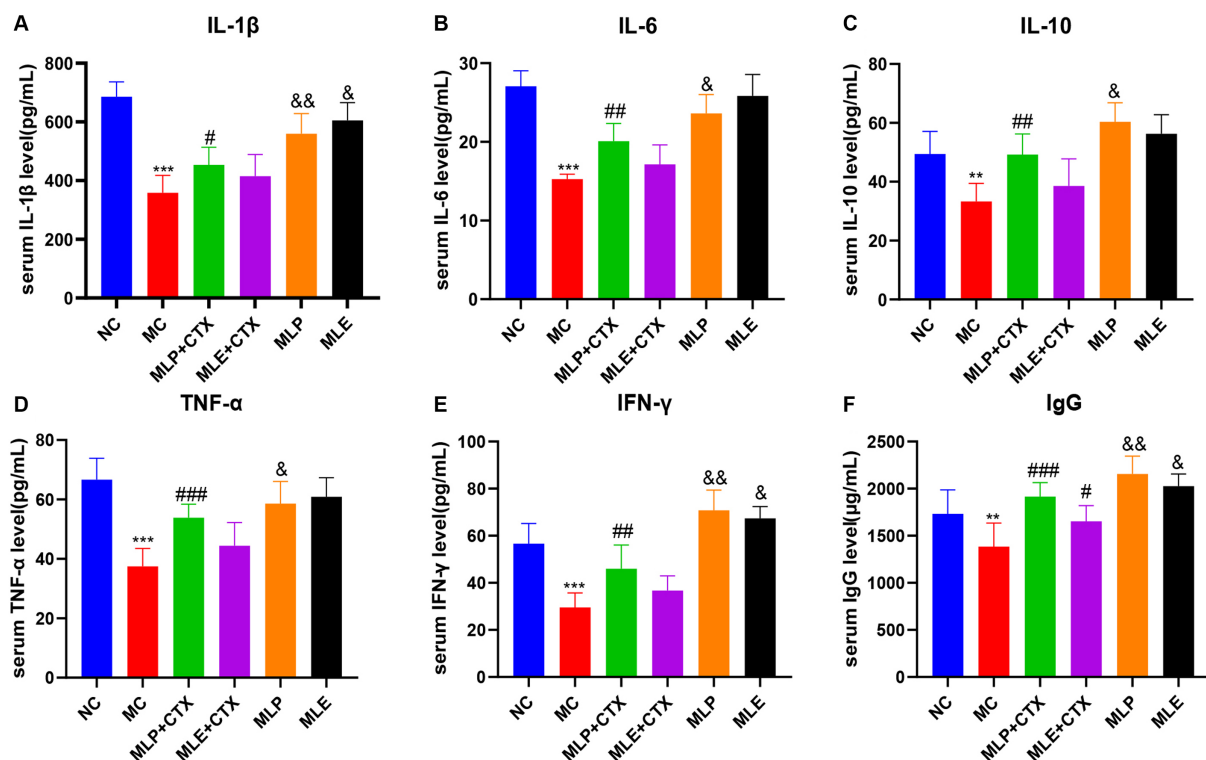 A
IL-1β
serum IL-1β level(pg/mL)
800
600
400
200
0
***
#
&&
&
NC
MC
MLP+CTX
MLE+CTX
MLP
MLE
B
IL-6
serum IL-6 level(pg/mL)
30
20
10
0
***
##
&
NC
MC
MLP+CTX
MLE+CTX
MLP
MLE
C
IL-10
serum IL-10 level(pg/mL)
80
60
40
20
0
**
##
&
NC
MC
MLP+CTX
MLE+CTX
MLP
MLE
D
TNF-α
serum TNF-α level(pg/mL)
80
60
40
20
0
***
###
&
NC
MC
MLP+CTX
MLE+CTX
MLP
MLE
E
IFN-γ
serum IFN-γ level(pg/mL)
100
80
60
40
20
0
***
##
&&
&
NC
MC
MLP+CTX
MLE+CTX
MLP
MLE
F
IgG
serum IgG level(μg/mL)
2500
2000
1500
1000
500
0
**
###
#
&&
&
NC
MC
MLP+CTX
MLE+CTX
MLP
MLE